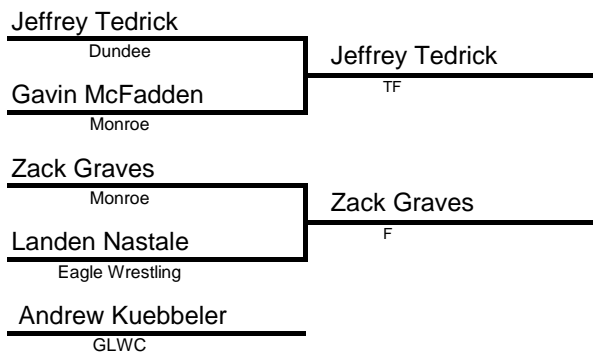 Jeffrey Tedrick
Dundee
Jeffrey Tedrick
TF
Gavin McFadden
Monroe
Zack Graves
Monroe
Zack Graves
F
Landen Nastale
Eagle Wrestling
Andrew Kuebbeler
GLWC